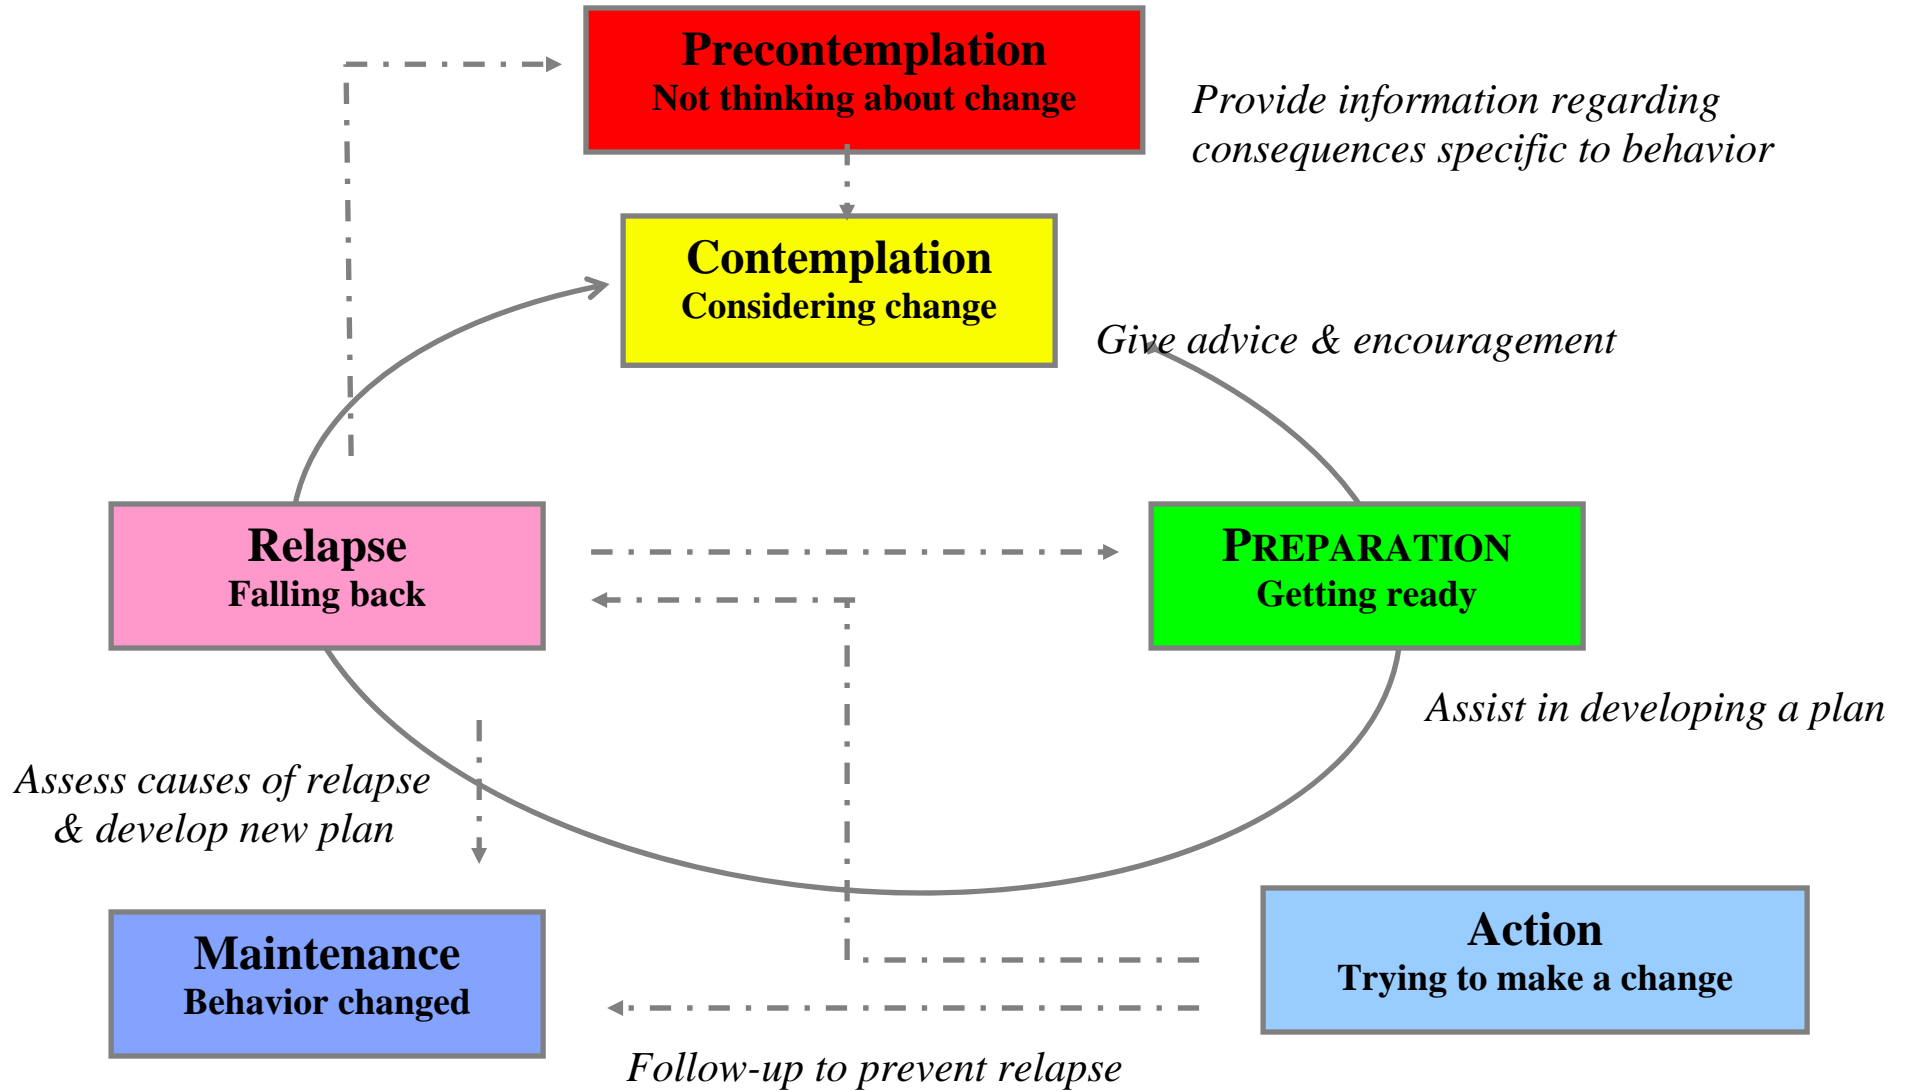 Precontemplation
Not thinking about change
Provide information regarding
consequences specific to behavior
Contemplation
Considering change
Give advice & encouragement
Relapse
Falling back
PREPARATION
Getting ready
Assist in developing a plan
Assess causes of relapse
& develop new plan
Maintenance
Behavior changed
Action
Trying to make a change
Follow-up to prevent relapse